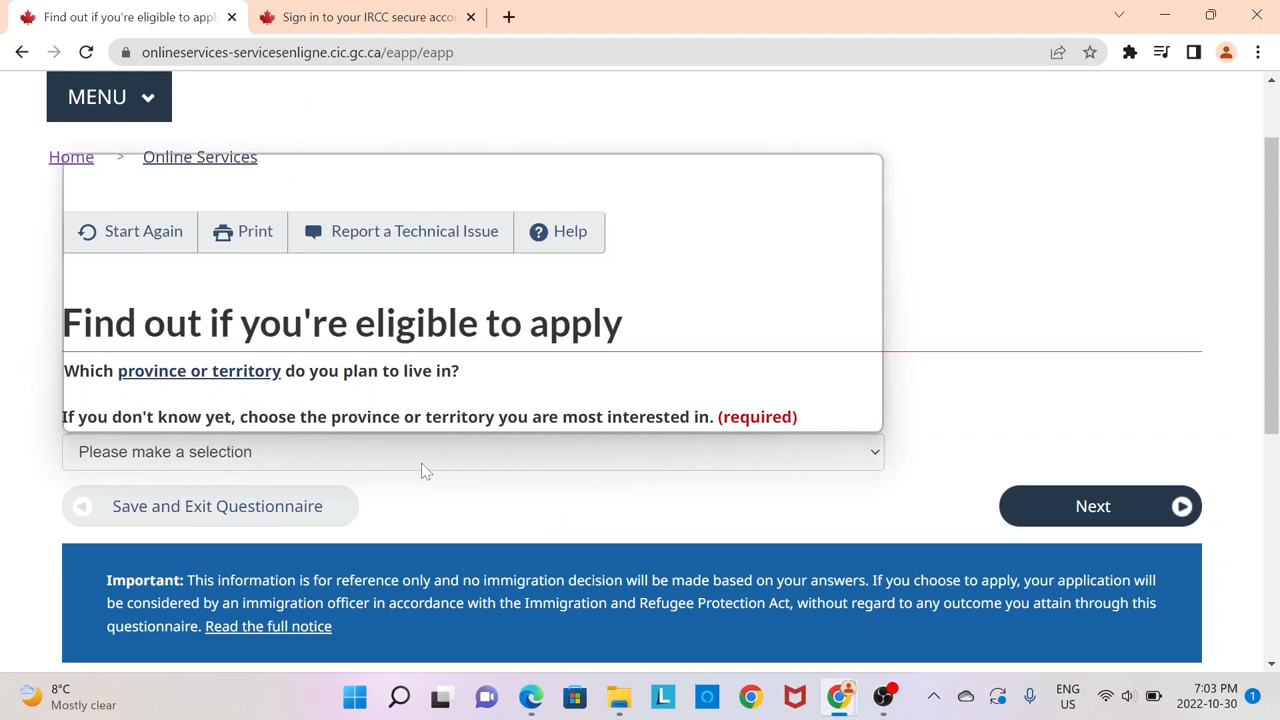 Find out if you're eligible to apply
Sign in to your IRCC secure accou
onlineservices-servicesenligne.cic.gc.ca/eapp/eapp
MENU
Home > Online Services
Start Again
Print
Report a Technical Issue
? Help
Find out if you're eligible to apply
Which province or territory do you plan to live in?
If you don't know yet, choose the province or territory you are most interested in. (required)
Please make a selection
Save and Exit Questionnaire
Next
Important: This information is for reference only and no immigration decision will be made based on your answers. If you choose to apply, your application will
be considered by an immigration officer in accordance with the Immigration and Refugee Protection Act, without regard to any outcome you attain through this
questionnaire. Read the full notice
8°C
Mostly clear
L
ENG
US
7:03 PM
2022-10-30
1